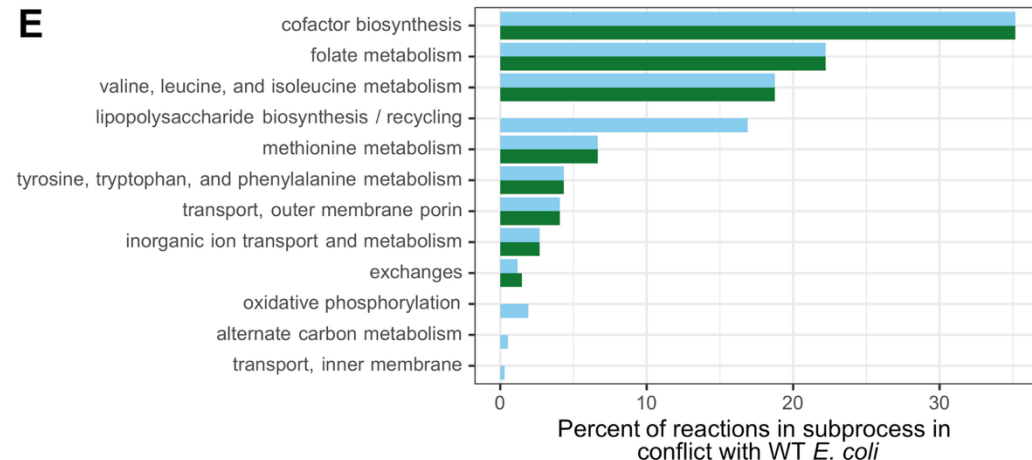 E
cofactor biosynthesis
folate metabolism
valine, leucine, and isoleucine metabolism
lipopolysaccharide biosynthesis / recycling
methionine metabolism
tyrosine, tryptophan, and phenylalanine metabolism
transport, outer membrane porin
inorganic ion transport and metabolism
exchanges
oxidative phosphorylation
alternate carbon metabolism
transport, inner membrane
0 10 20 30
Percent of reactions in subprocess in
conflict with WT E. coli